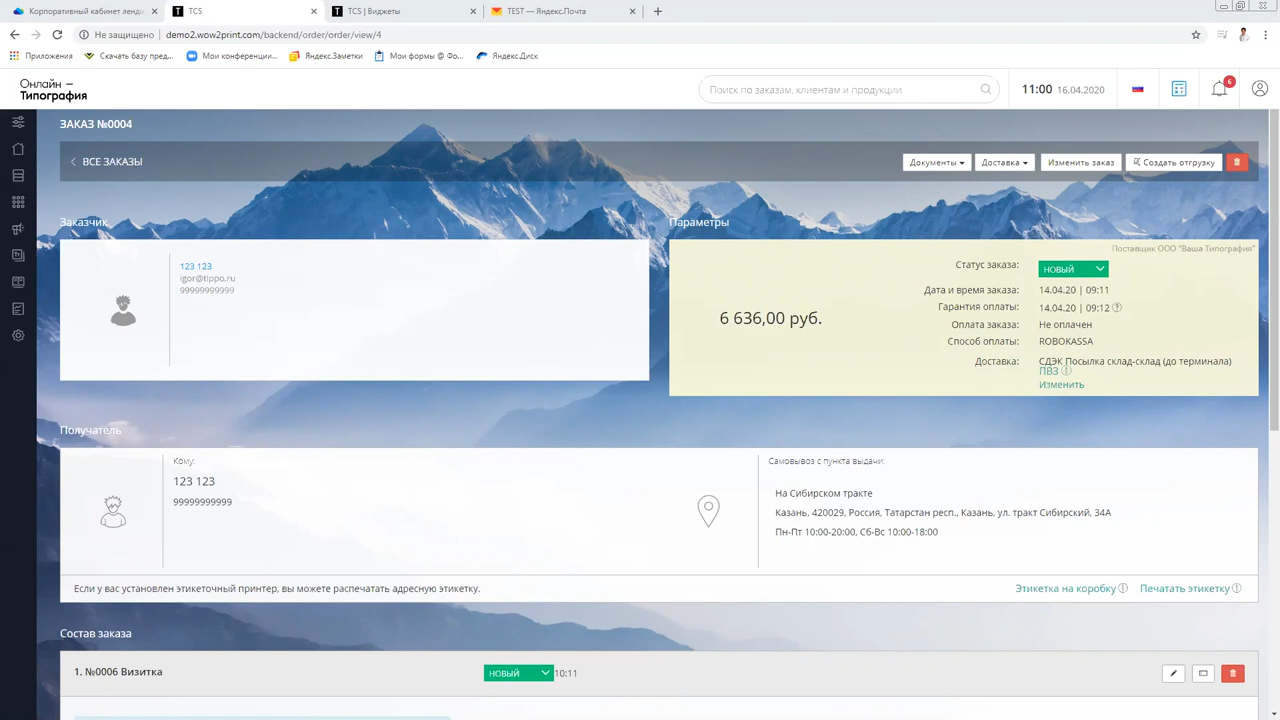 Корпоративный кабинет ленди
TCS
TCS | Виджеты
TEST — Яндекс.Почта
Не защищено
demo2.wow2print.com/backend/order/order/view/4
Приложения
Скачать базу пред...
Мои конференции...
Яндекс.Заметки
Мои формы @ Фо...
Яндекс.Диск
Онлайн –
Типография
Поиск по заказам, клиентам и продукции
11:00 16.04.2020
6
ЗАКАЗ №0004
ВСЕ ЗАКАЗЫ
Документы
Доставка
Изменить заказ
Создать отгрузку
Заказчик
123 123
igor@tippo.ru
99999999999
Параметры
Поставщик ООО "Ваша Типография"
6 636,00 руб.
Статус заказа: НОВЫЙ
Дата и время заказа: 14.04.20 | 09:11
Гарантия оплаты: 14.04.20 | 09:12
Оплата заказа: Не оплачен
Способ оплаты: ROBOKASSA
Доставка: СДЭК Посылка склад-склад (до терминала)
ПВЗ
Изменить
Получатель
Кому:
123 123
99999999999
Самовывоз с пункта выдачи:
На Сибирском тракте
Казань, 420029, Россия, Татарстан респ., Казань, ул. тракт Сибирский, 34А
Пн-Пт 10:00-20:00, Сб-Вс 10:00-18:00
Если у вас установлен этикеточный принтер, вы можете распечатать адресную этикетку.
Этикетка на коробку
Печатать этикетку
Состав заказа
1. №0006 Визитка
НОВЫЙ
10:11